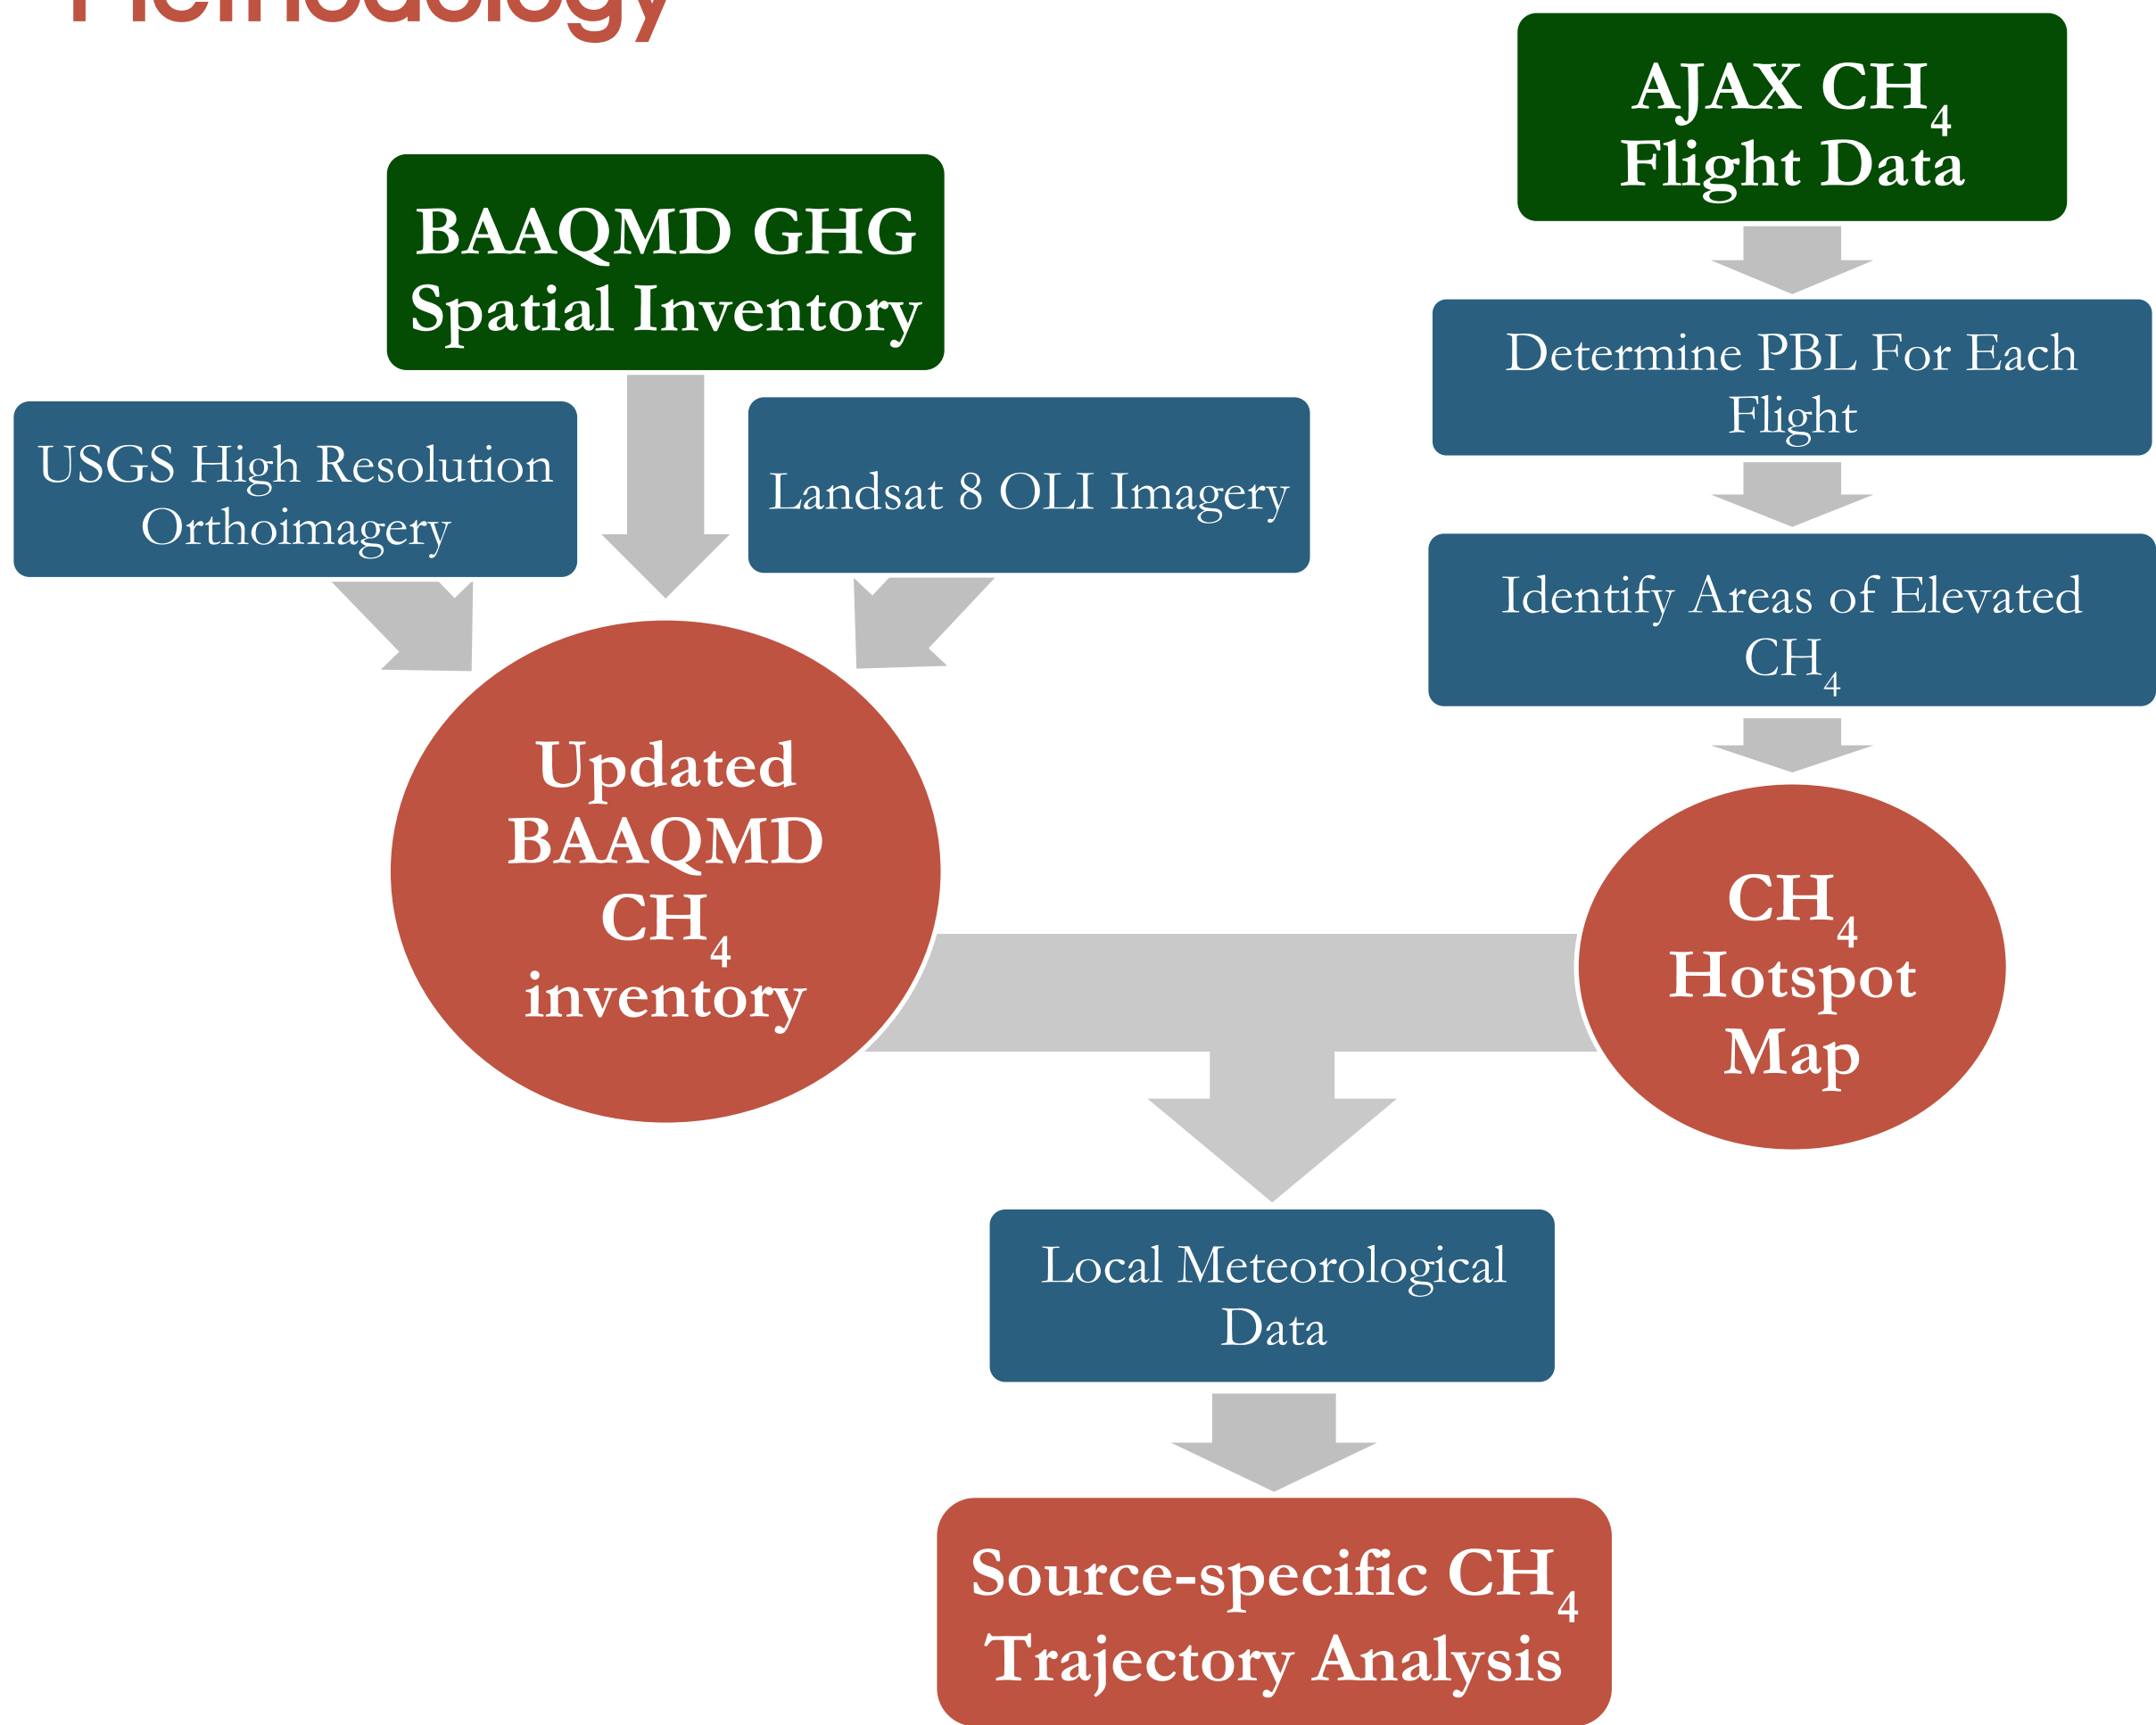 BAAQMD GHG
Spatial Inventory
USGS High Resolution
Orthoimagery
Landsat 8 OLI Imagery
Updated
BAAQMD
CH4
inventory
AJAX CH4
Flight Data
Determine PBL For Each
Flight
Identify Areas of Elevated
CH4
CH4
Hotspot
Map
Local Meteorological
Data
Source-specific CH4
Trajectory Analysis